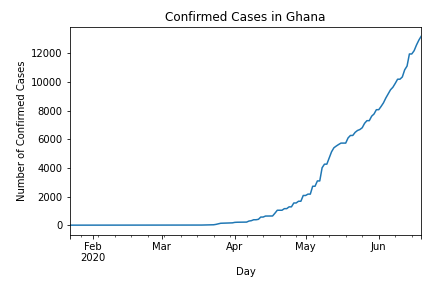 Confirmed Cases in Ghana
Number of Confirmed Cases
12000
10000
8000
6000
4000
2000
0
Feb
2020
Mar
Apr
May
Jun
Day